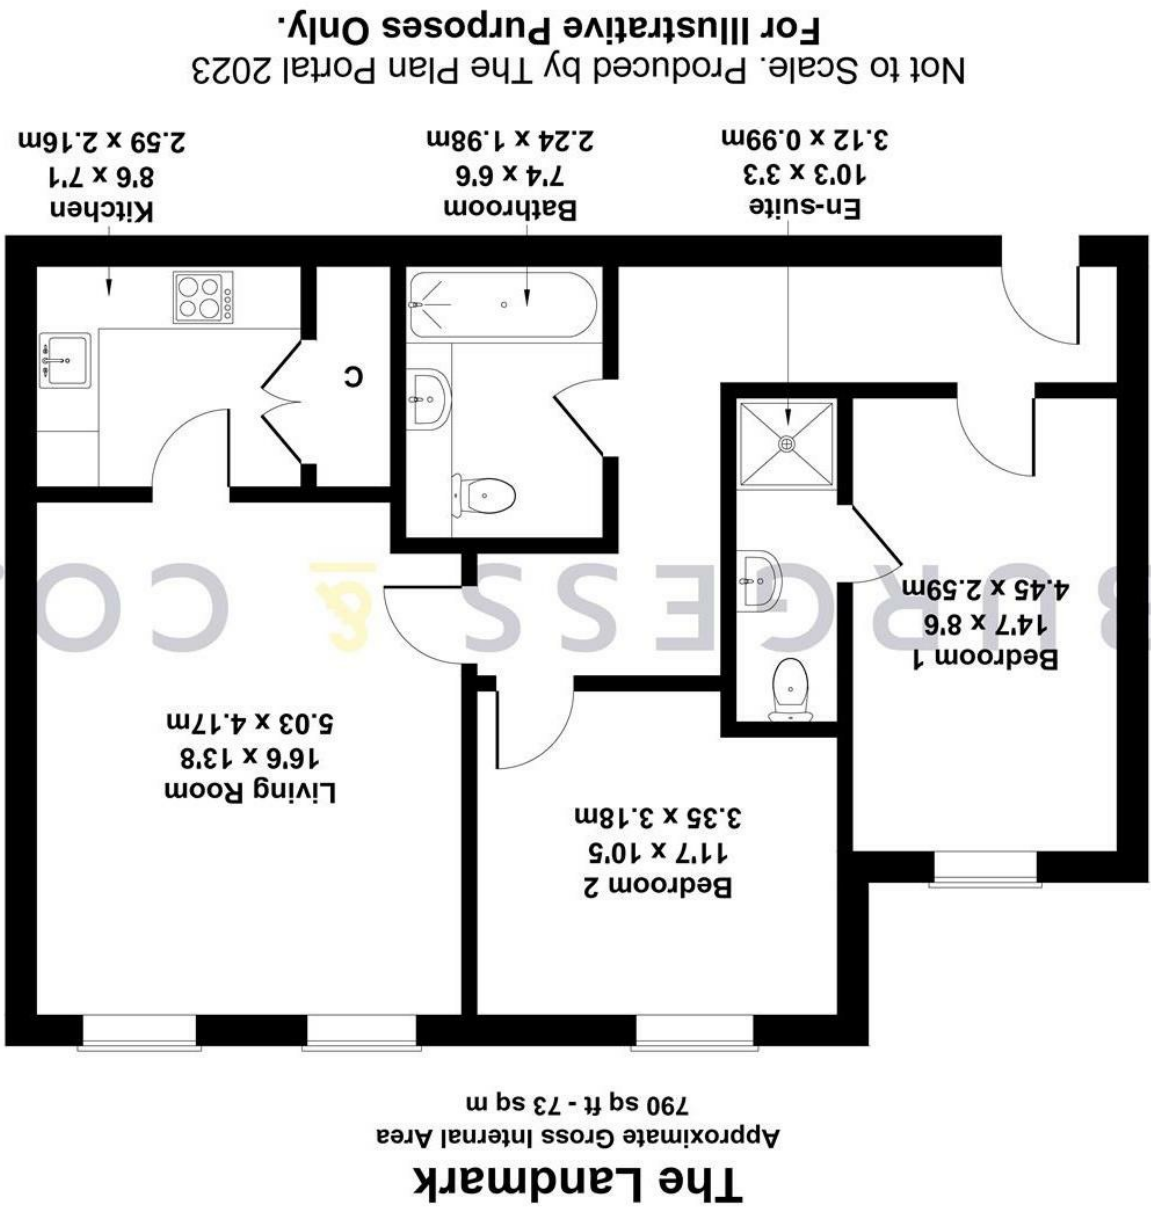 The Landmark
Approximate Gross Internal Area
790 sq ft - 73 sq m
Bedroom 2
11'7 x 10'5
3.35 x 3.18m
Living Room
16'6 x 13'8
5.03 x 4.17m
Bedroom 1
14'7 x 8'6
4.45 x 2.59m
BURGESS & CO.
C
En-suite
10'3 x 3'3
3.12 x 0.99m
Bathroom
7'4 x 6'6
2.24 x 1.98m
Kitchen
8'6 x 7'1
2.59 x 2.16m
Not to Scale. Produced by The Plan Portal 2023
For Illustrative Purposes Only.